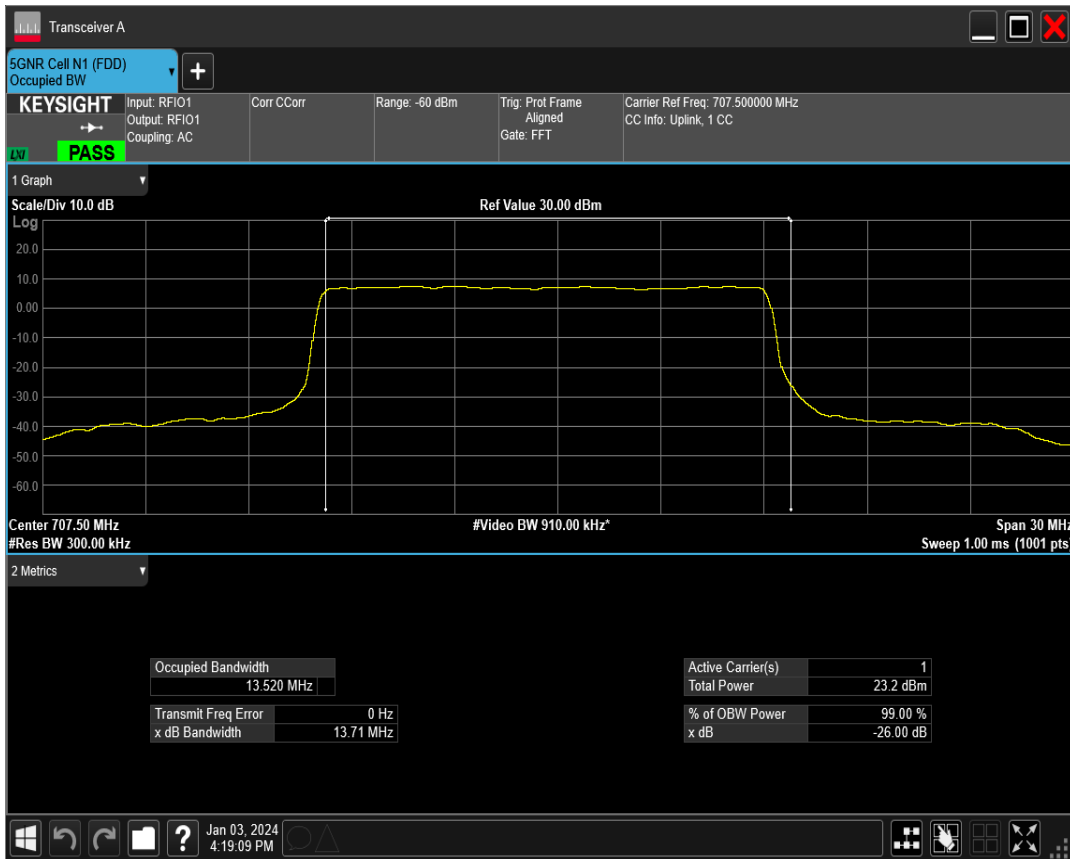 Transceiver A
5GNR Cell N1 (FDD)
Occupied BW
+
KEYSIGHT
LXI
PASS
Input: RFIO1
Output: RFIO1
Coupling: AC
Corr CCorr
Range: -60 dBm
Trig: Prot Frame
Aligned
Gate: FFT
Carrier Ref Freq: 707.500000 MHz
CC Info: Uplink, 1 CC
1 Graph
Scale/Div 10.0 dB
Ref Value 30.00 dBm
Log
20.0
10.0
0.00
-10.0
-20.0
-30.0
-40.0
-50.0
-60.0
Center 707.50 MHz
#Video BW 910.00 kHz*
Span 30 MHz
#Res BW 300.00 kHz
Sweep 1.00 ms (1001 pts)
2 Metrics
Occupied Bandwidth
13.520 MHz
Transmit Freq Error 0 Hz
x dB Bandwidth 13.71 MHz
Active Carrier(s) 1
Total Power 23.2 dBm
% of OBW Power 99.00 %
x dB -26.00 dB
?
Jan 03, 2024
4:19:09 PM